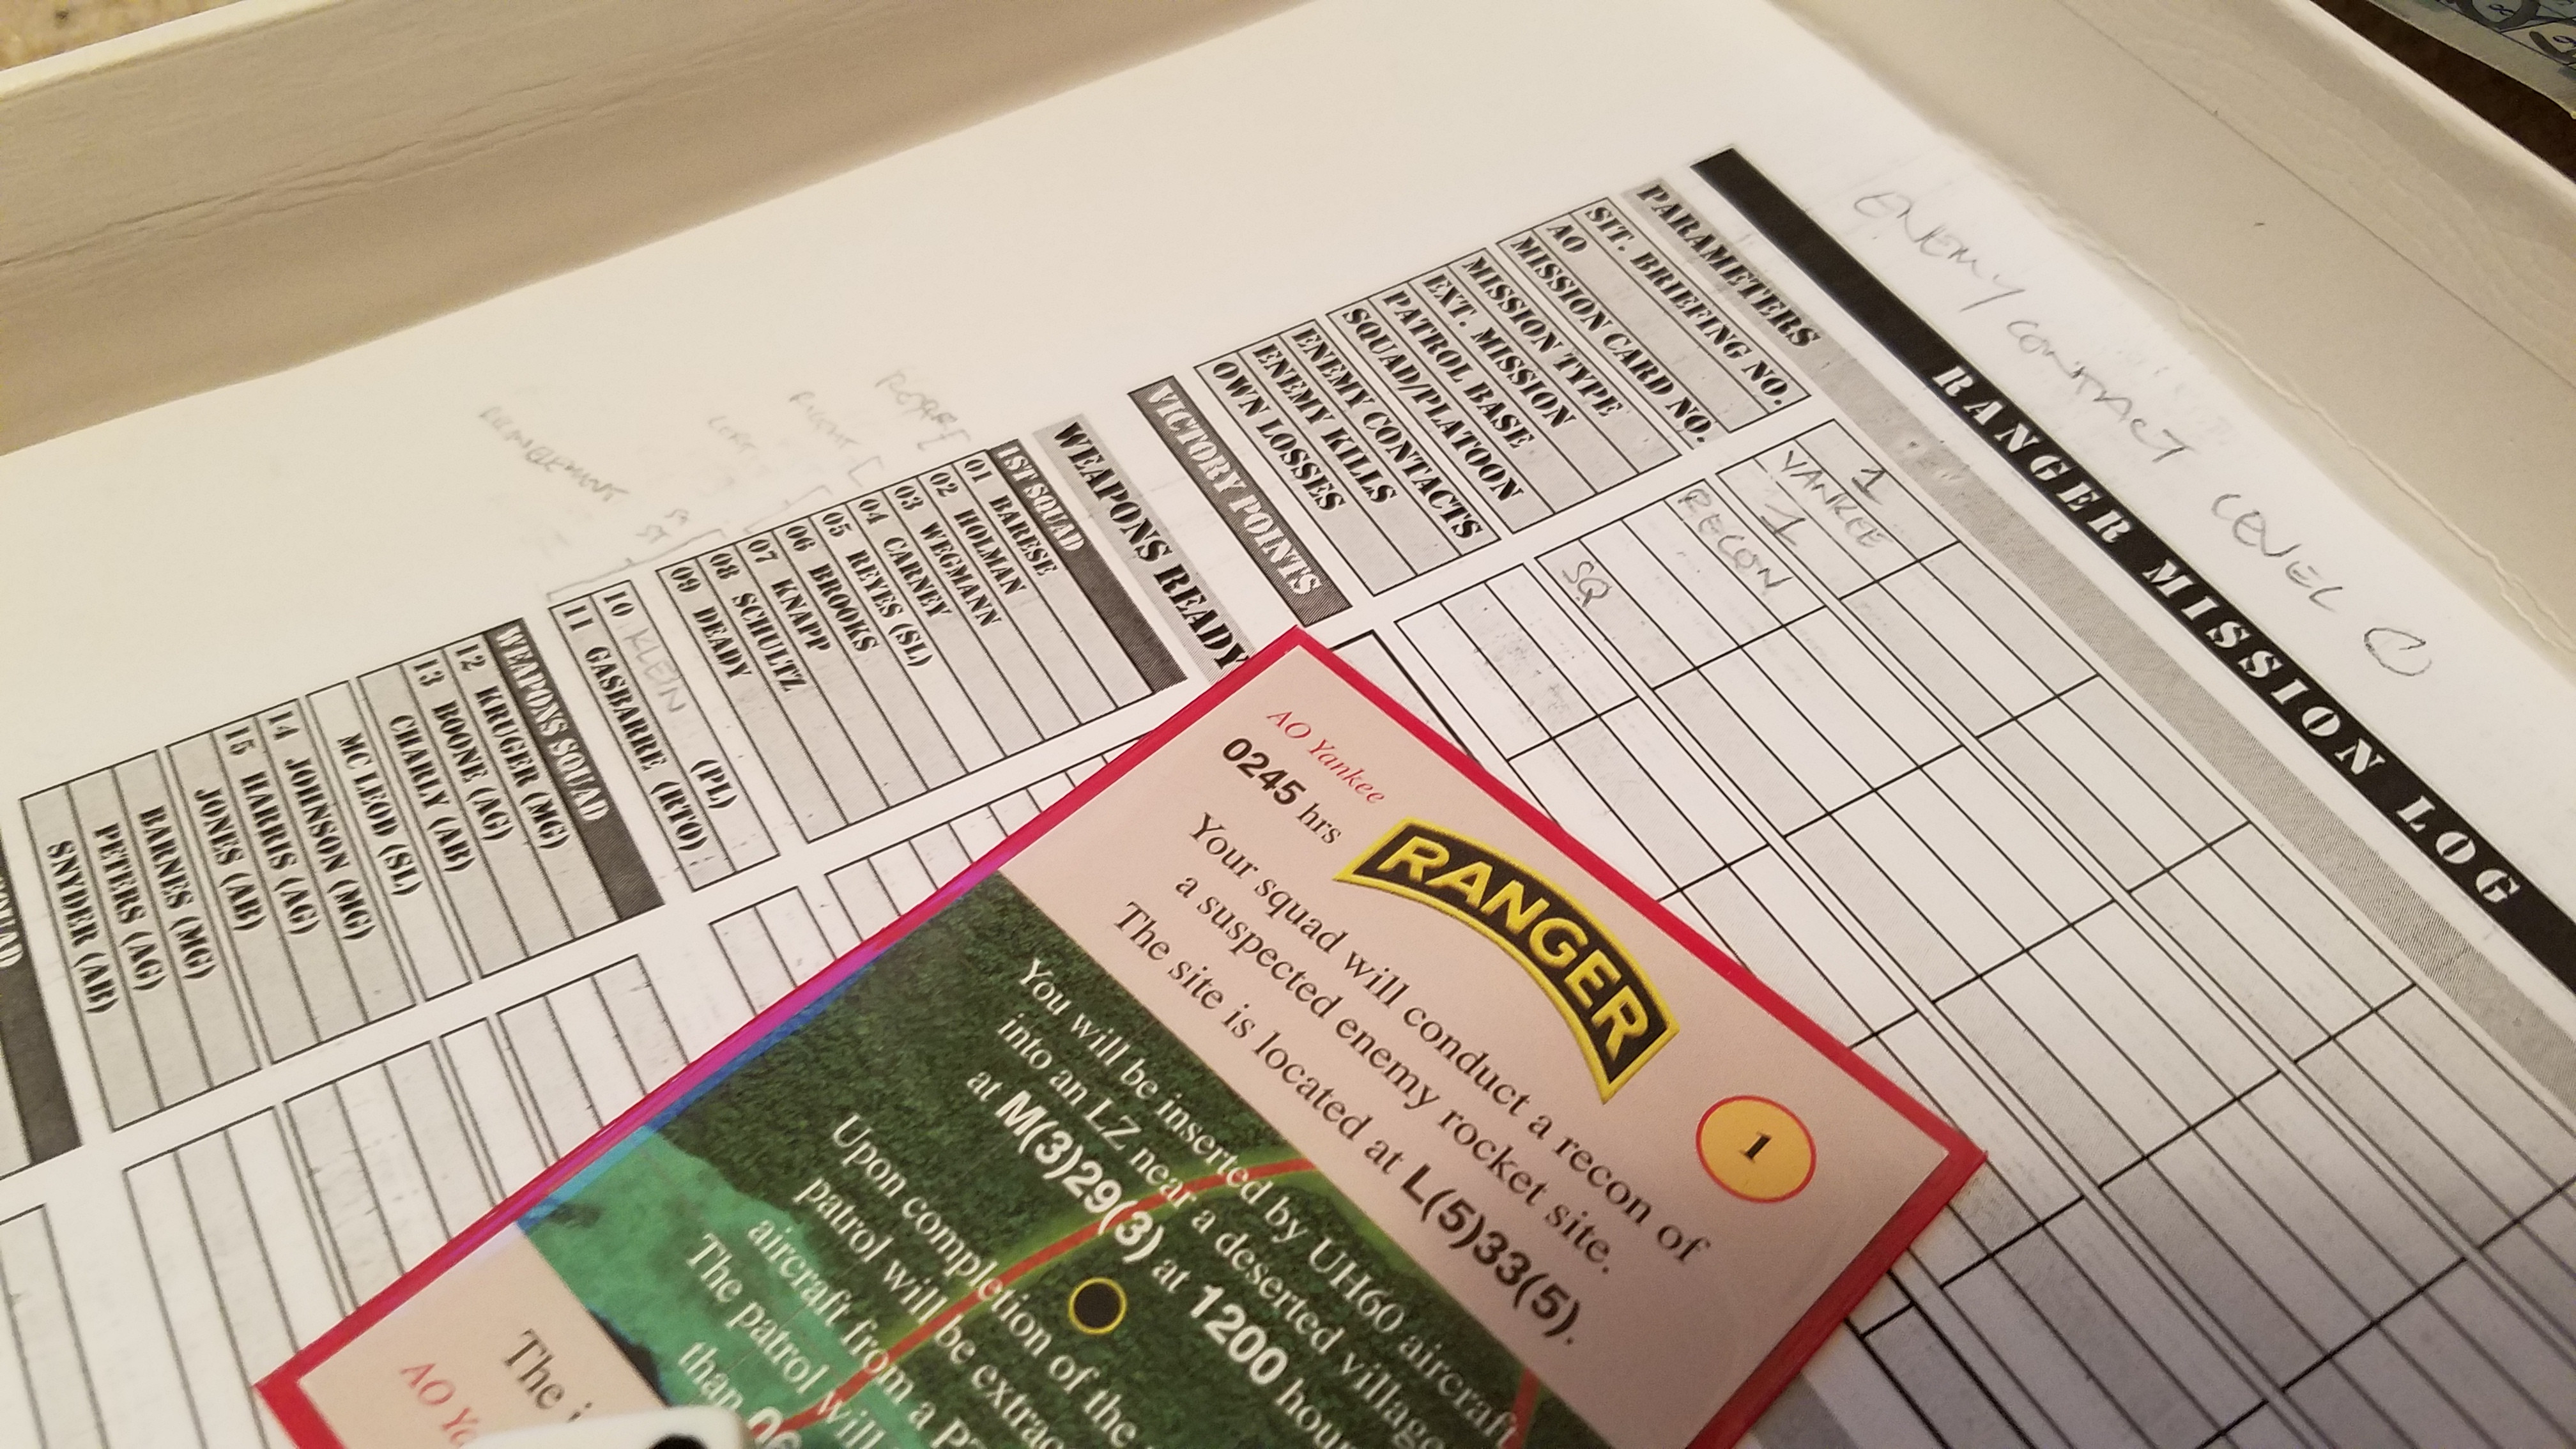 ENEMY CONTACT LEVEL 0
RANGER MISSION LOG
PARAMETERS
SIT. BRIEFING NO. 1
AO YANKEE
MISSION CARD NO. 1
MISSION TYPE RECON
EXT. MISSION
PATROL BASE
SQUAD/PLATOON SQ
ENEMY CONTACTS
ENEMY KILLS
OWN LOSSES
VICTORY POINTS
WEAPONS READY
1ST SQUAD
01 BARESE
02 HOLMAN
03 WEGMANN
04 CARNEY
05 REYES (SL)
06 BROOKS
07 KNAPP
08 SCHULTZ
09 DEADY
10 KLEIN (PL)
11 GASBARRE (RTO)
REAR
RIGHT
LEFT
WEAPONS SQUAD
12 KRUGER (MG)
13 BOONE (AG)
CHARLY (AB)
MC LEOD (SL)
14 JOHNSON (MG)
15 HARRIS (AG)
JONES (AB)
BARNES (MG)
PETERS (AG)
SNYDER (AB)
AO Yankee
RANGER
1
0245 hrs
Your squad will conduct a recon of
a suspected enemy rocket site.
The site is located at L(5)33(5).
You will be inserted by UH60 aircraft
into an LZ near a deserted village
at M(3)29(3) at 1200
Upon completion of the
patrol will be
aircraft from a
The patrol will
than
The
AO